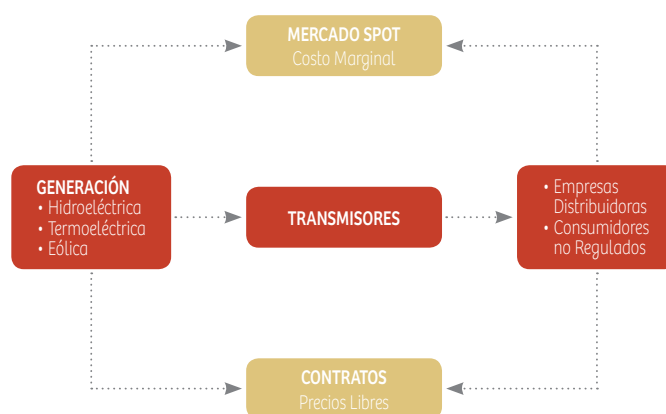 MERCADO SPOT
Costo Marginal
GENERACIÓN
• Hidroeléctrica
• Termoeléctrica
• Eólica
TRANSMISORES
• Empresas
Distribuidoras
• Consumidores
no Regulados
CONTRATOS
Precios Libres